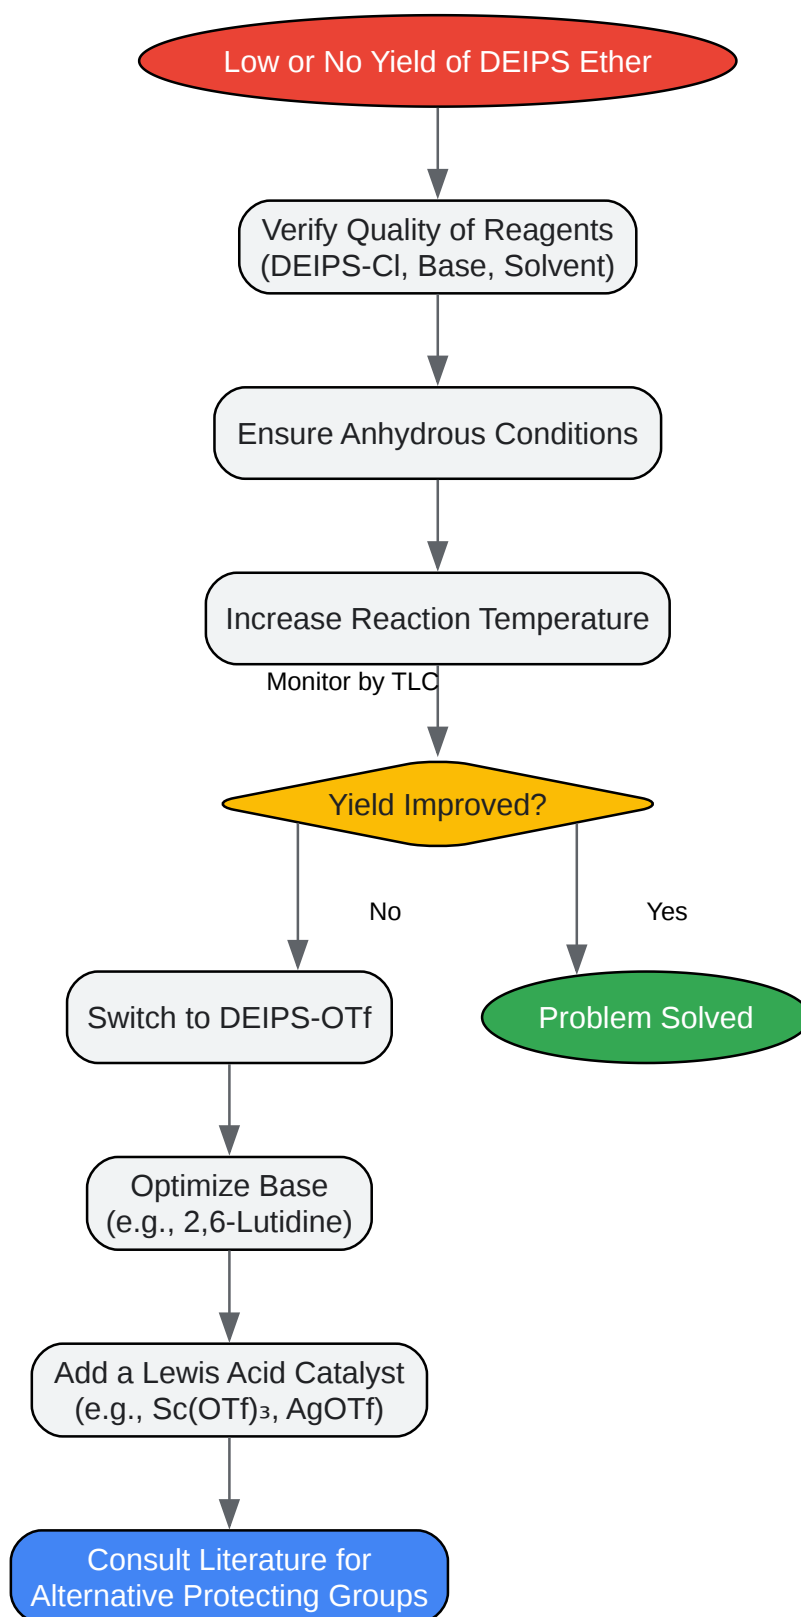 Low or No Yield of DEIPS Ether
Verify Quality of Reagents
(DEIPS-Cl, Base, Solvent)
Ensure Anhydrous Conditions
Increase Reaction Temperature
Monitor by TLC
Yield Improved?
No
Yes
Switch to DEIPS-OTf
Problem Solved
Optimize Base
(e.g., 2,6-Lutidine)
Add a Lewis Acid Catalyst
(e.g., Sc(OTf)₃, AgOTf)
Consult Literature for
Alternative Protecting Groups